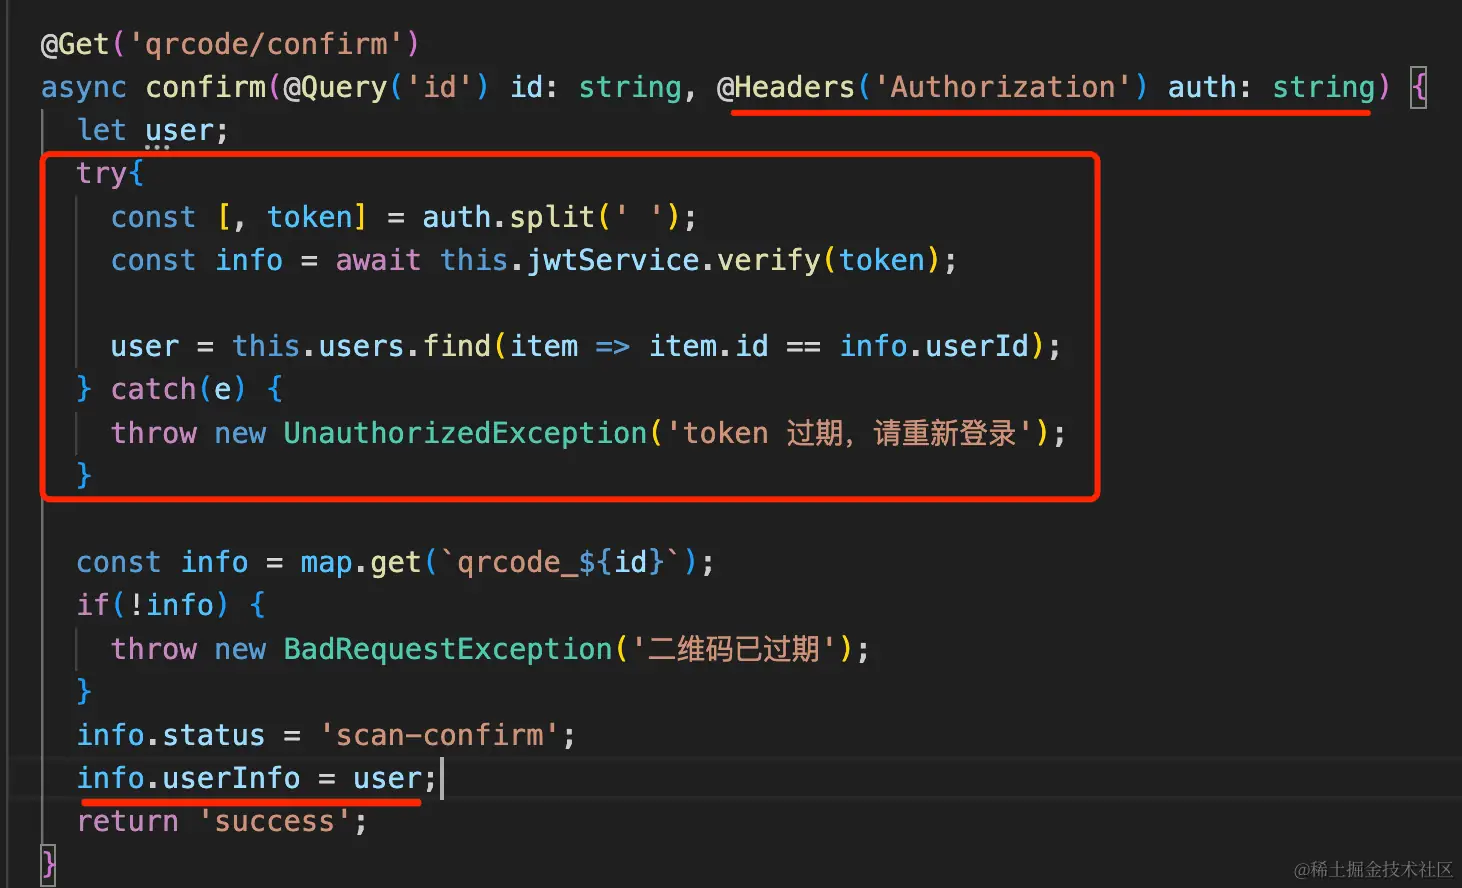 @Get('qrcode/confirm')
async confirm(@Query('id') id: string, @Headers('Authorization') auth: string) {
  let user;
  try{
    const [, token] = auth.split(' ');
    const info = await this.jwtService.verify(token);

    user = this.users.find(item => item.id == info.userId);
  } catch(e) {
    throw new UnauthorizedException('token 过期，请重新登录');
  }

  const info = map.get(`qrcode_${id}`);
  if(!info) {
    throw new BadRequestException('二维码已过期');
  }
  info.status = 'scan-confirm';
  info.userInfo = user;
  return 'success';
}
@稀土掘金技术社区